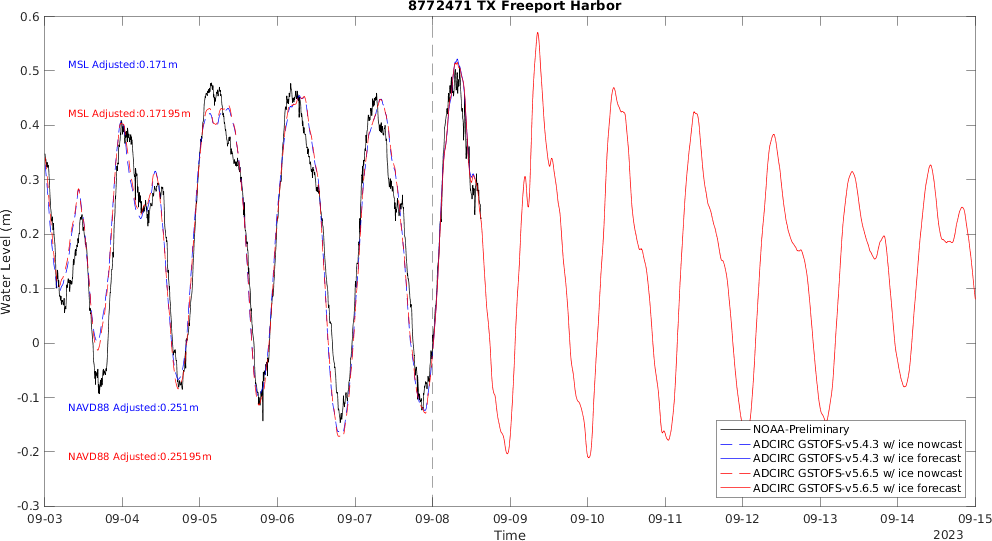 8772471 TX Freeport Harbor
0.6
0.5
0.4
0.3
0.2
0.1
0
-0.1
-0.2
-0.3
Water Level (m)
MSL Adjusted:0.171m
MSL Adjusted:0.17195m
NAVD88 Adjusted:0.251m
NAVD88 Adjusted:0.25195m
NOAA-Preliminary
ADCIRC GSTOFS-v5.4.3 w/ ice nowcast
ADCIRC GSTOFS-v5.4.3 w/ ice forecast
ADCIRC GSTOFS-v5.6.5 w/ ice nowcast
ADCIRC GSTOFS-v5.6.5 w/ ice forecast
09-03 09-04 09-05 09-06 09-07 09-08 09-09 09-10 09-11 09-12 09-13 09-14 09-15
Time
2023